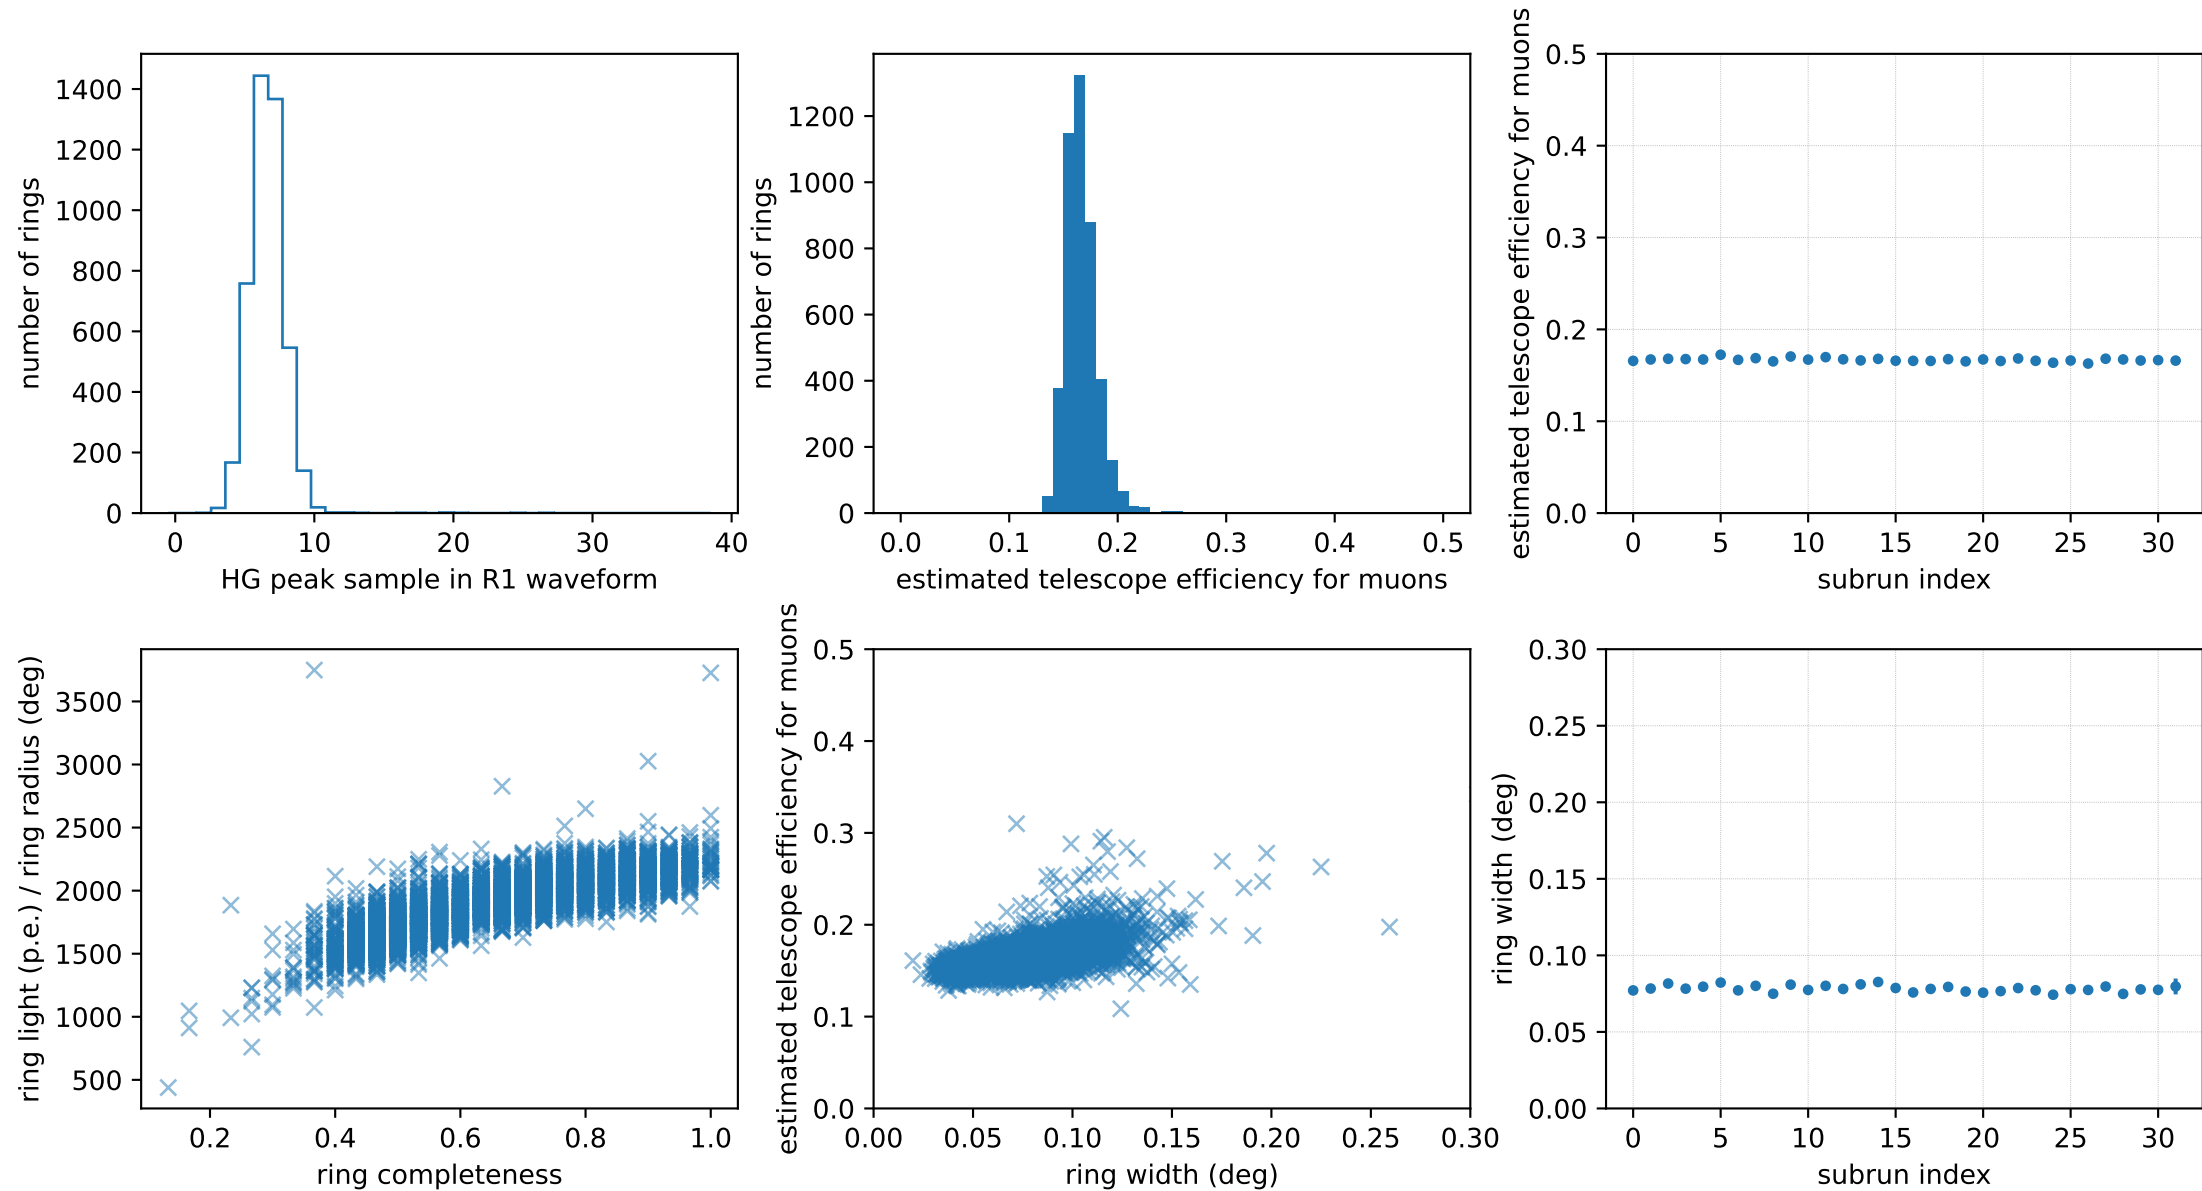 number of rings
1400
1200
1000
800
600
400
200
0
0 10 20 30 40
HG peak sample in R1 waveform
number of rings
1200
1000
800
600
400
200
0
0.0 0.1 0.2 0.3 0.4 0.5
estimated telescope efficiency for muons
estimated telescope efficiency for muons
0.5
0.4
0.3
0.2
0.1
0.0
0 5 10 15 20 25 30
subrun index
ring light (p.e.) / ring radius (deg)
3500
3000
2500
2000
1500
1000
500
0.2 0.4 0.6 0.8 1.0
ring completeness
estimated telescope efficiency for muons
0.5
0.4
0.3
0.2
0.1
0.0
0.00 0.05 0.10 0.15 0.20 0.25 0.30
ring width (deg)
ring width (deg)
0.30
0.25
0.20
0.15
0.10
0.05
0.00
0 5 10 15 20 25 30
subrun index